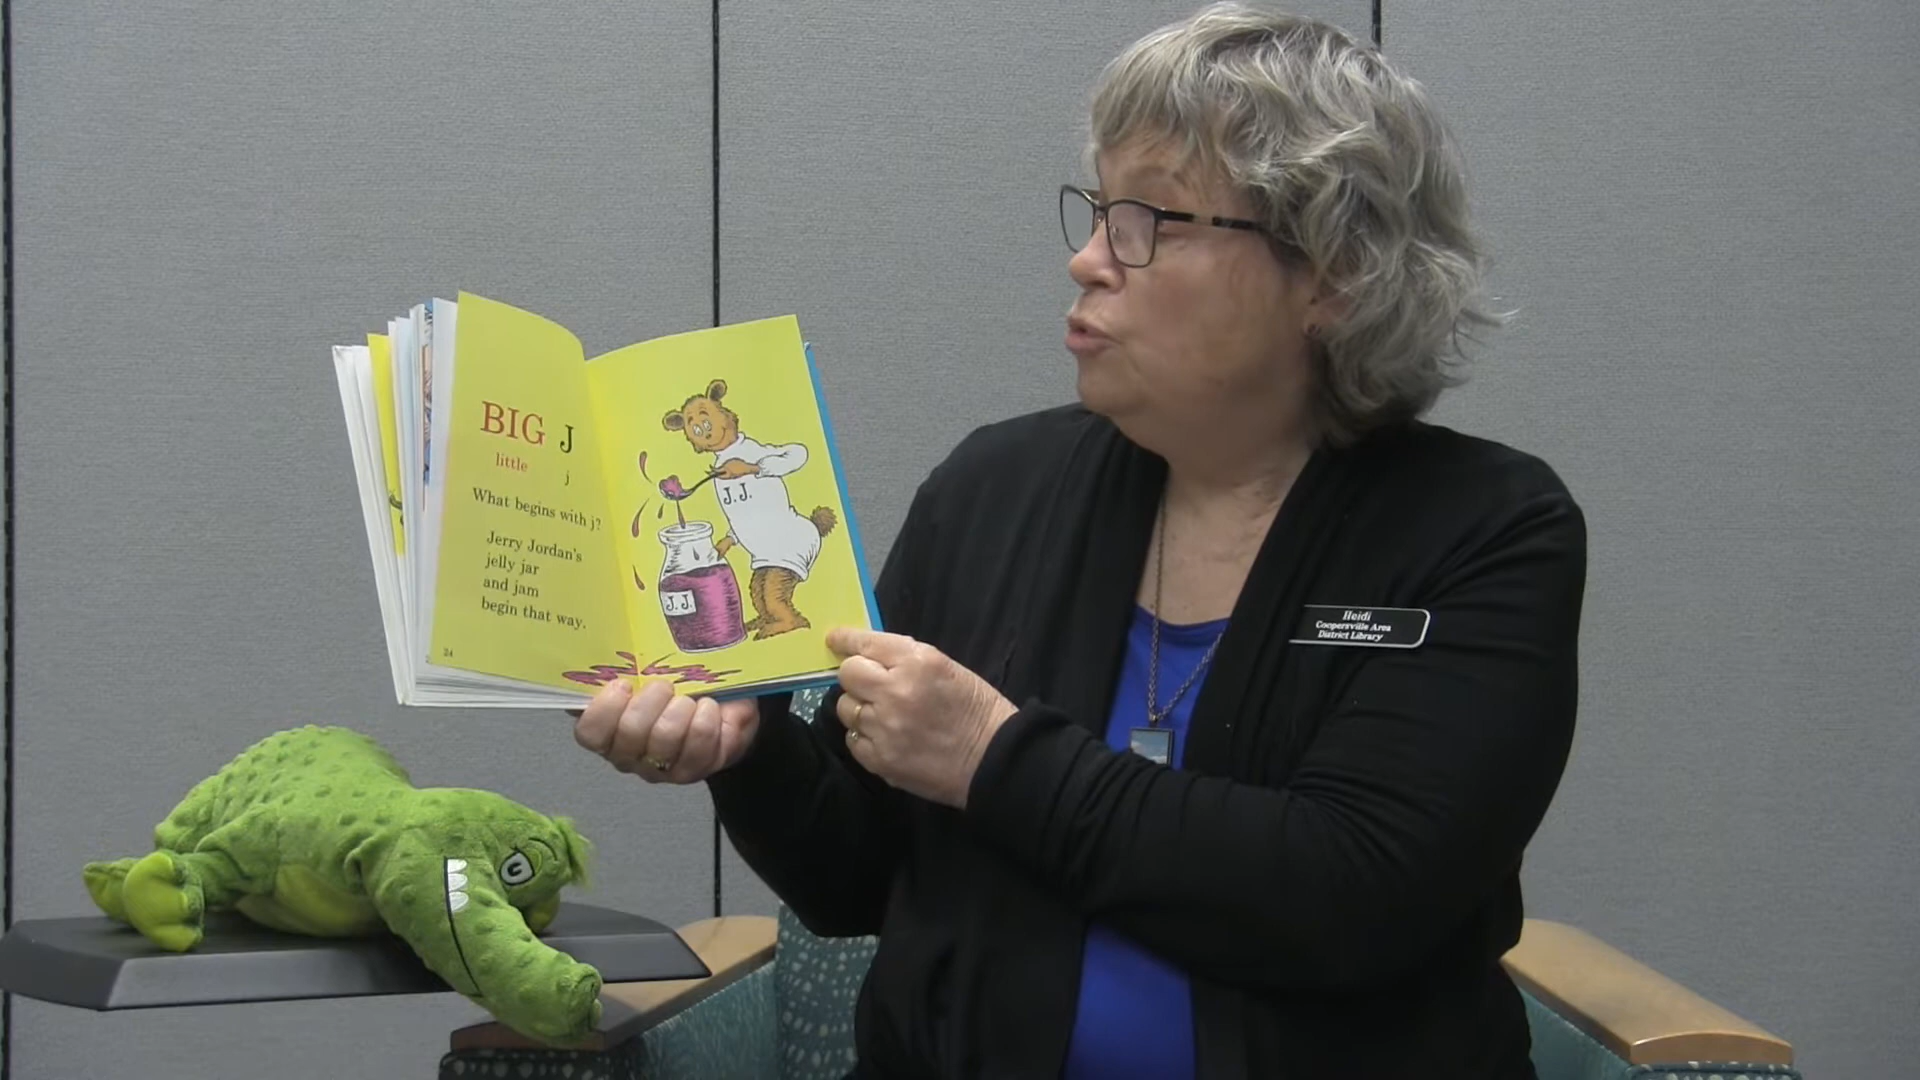 BIG J
little j
What begins with j?
Jerry Jordan's
jelly jar
and jam
begin that way.
24
J.J.
J.J.
Heidi
Coopersville Area
District Library